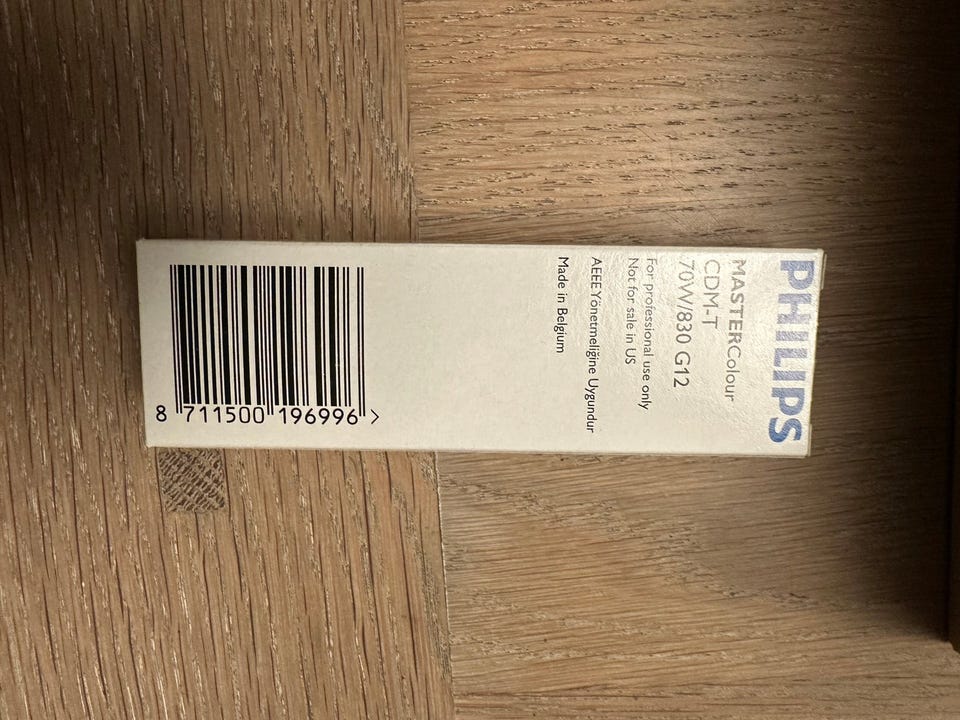 PHILIPS
MASTERColour
CDM-T
70W/830 G12
For professional use only
Not for sale in US
AEEE Yönetmeliğine Uygundur
Made in Belgium
8 711500 196996 >